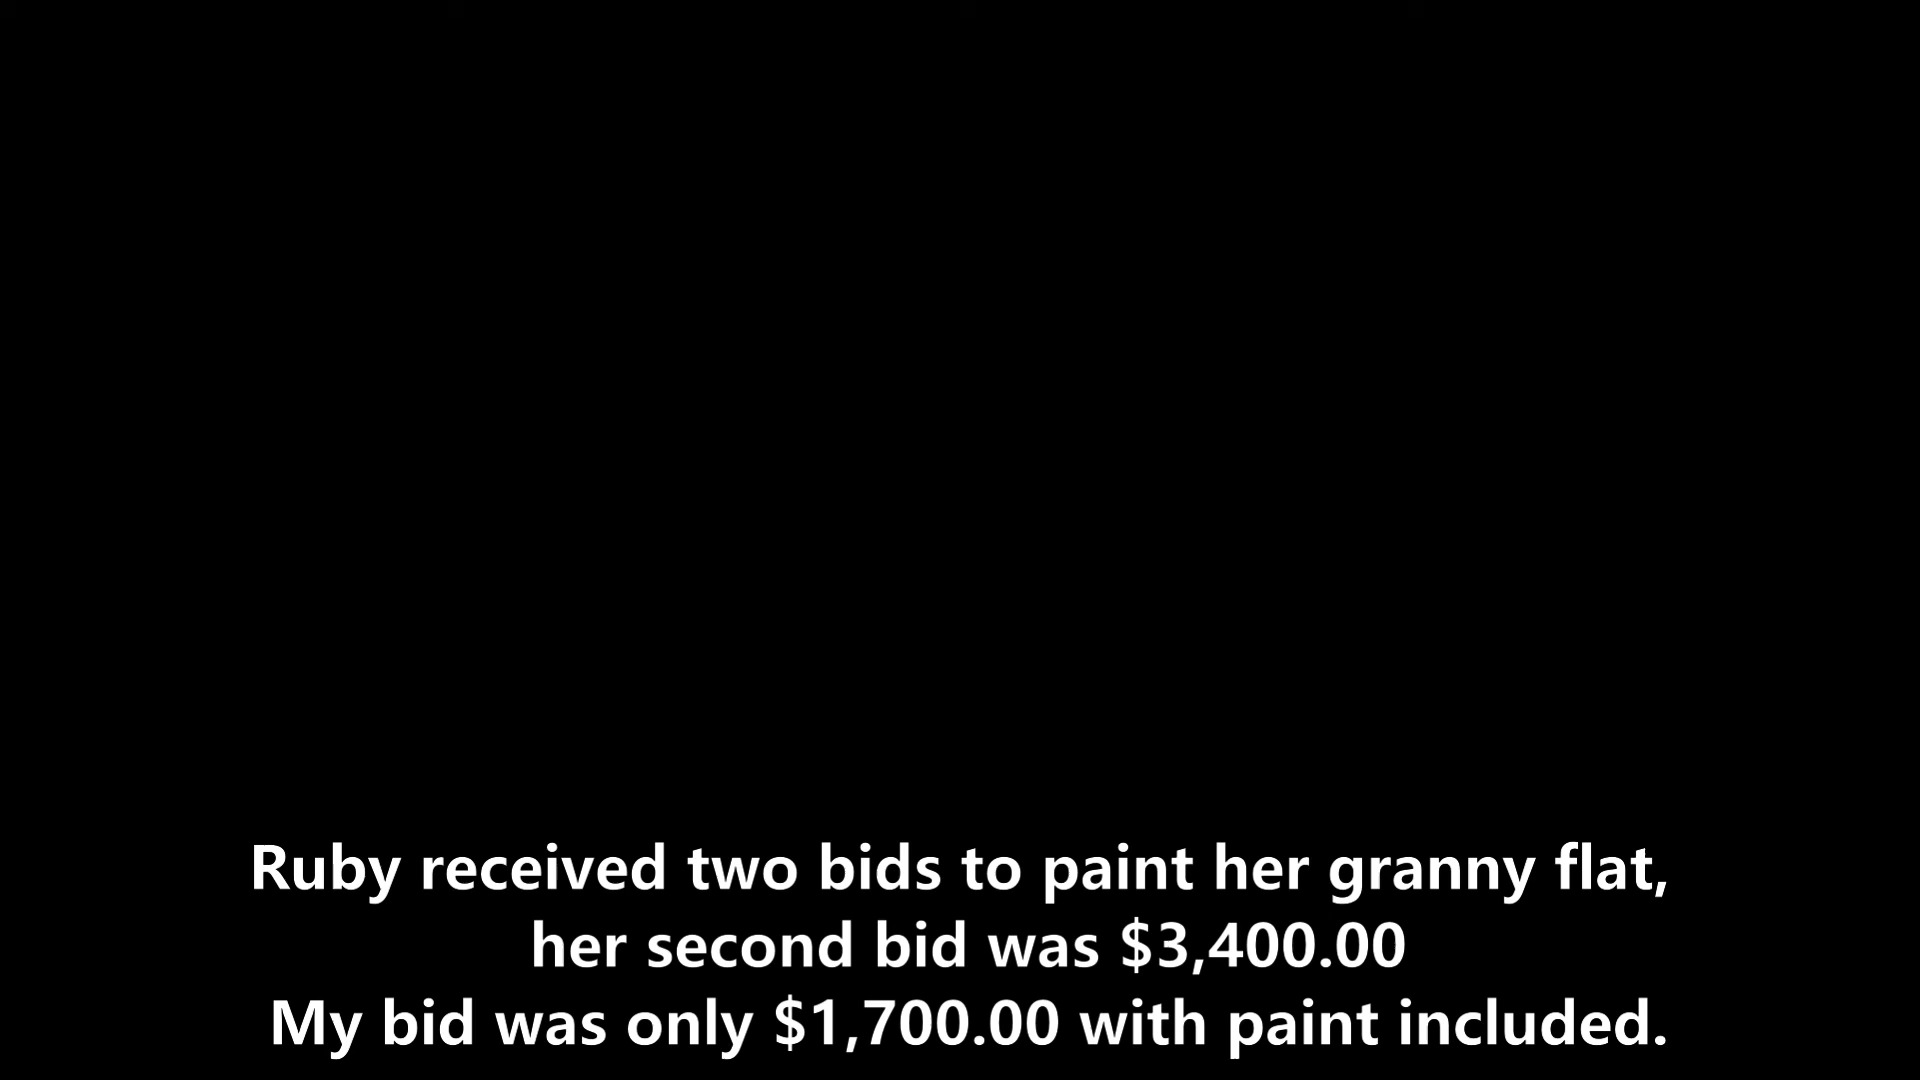 Ruby received two bids to paint her granny flat,
her second bid was $3,400.00
My bid was only $1,700.00 with paint included.